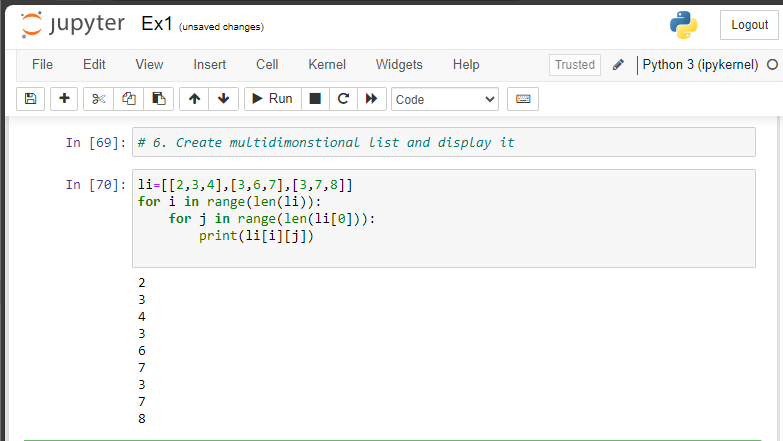 jupyter Ex1 (unsaved changes) Logout
File Edit View Insert Cell Kernel Widgets Help Trusted Python 3 (ipykernel)
Run Code
In [69]: # 6. Create multidimonstional list and display it
In [70]: li=[[2,3,4],[3,6,7],[3,7,8]]
for i in range(len(li)):
for j in range(len(li[0])):
print(li[i][j])
2
3
4
3
6
7
3
7
8